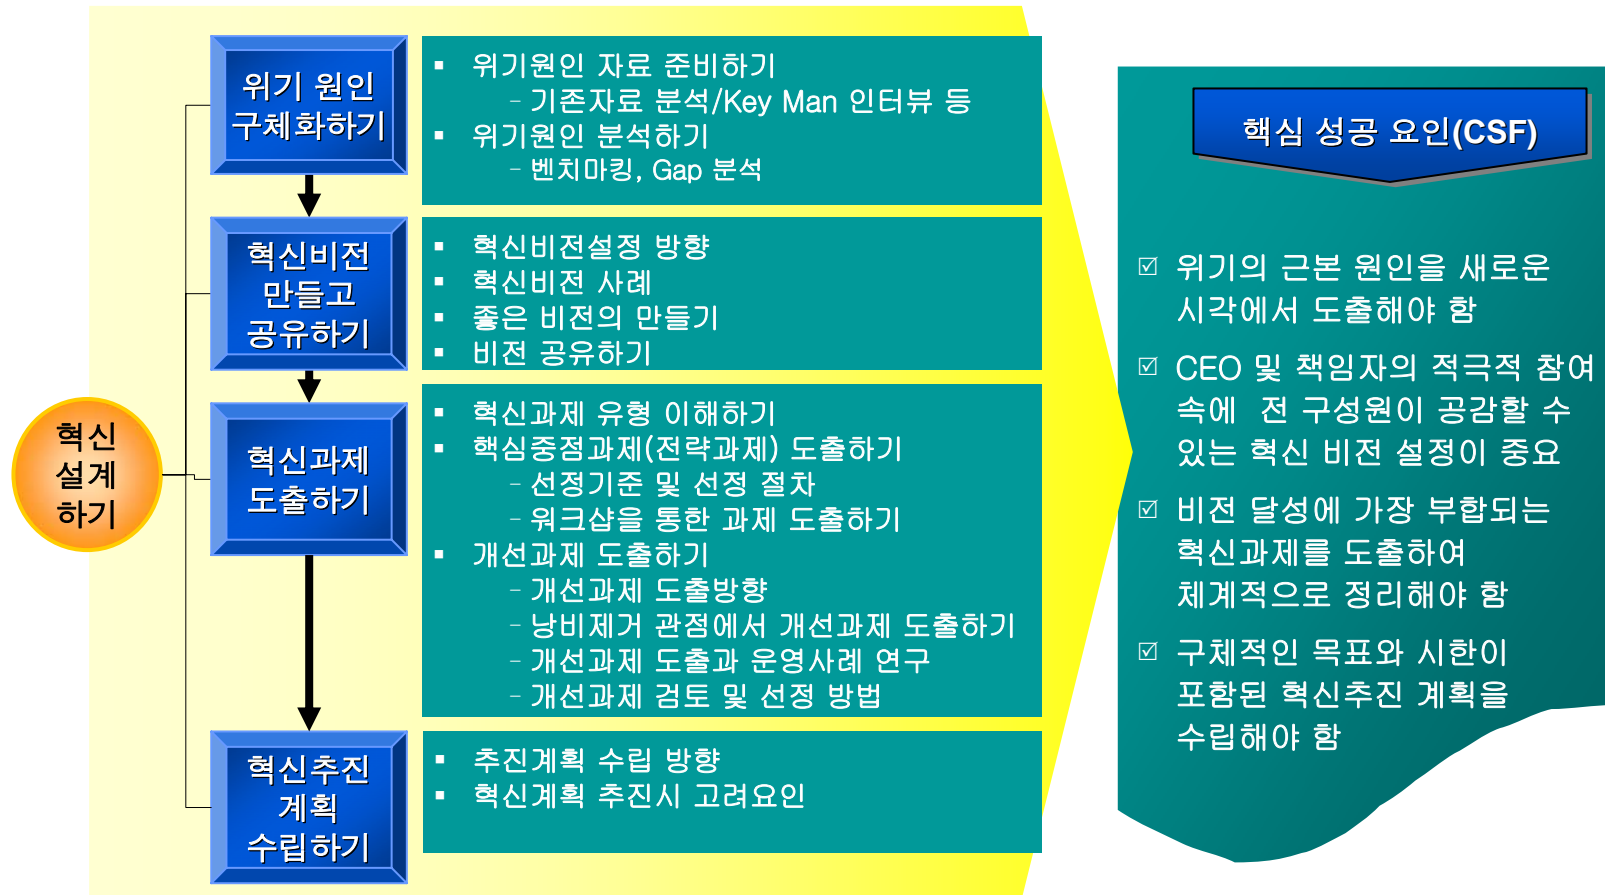 혁신
설계
하기
위기 원인
구체화하기
▪ 위기원인 자료 준비하기
- 기존자료 분석/Key Man 인터뷰 등
▪ 위기원인 분석하기
- 벤치마킹, Gap 분석
혁신비전
만들고
공유하기
▪ 혁신비전설정 방향
▪ 혁신비전 사례
▪ 좋은 비전의 만들기
▪ 비전 공유하기
혁신과제
도출하기
▪ 혁신과제 유형 이해하기
▪ 핵심중점과제(전략과제) 도출하기
- 선정기준 및 선정 절차
- 워크샵을 통한 과제 도출하기
▪ 개선과제 도출하기
- 개선과제 도출방향
- 낭비제거 관점에서 개선과제 도출하기
- 개선과제 도출과 운영사례 연구
- 개선과제 검토 및 선정 방법
혁신추진
계획
수립하기
▪ 추진계획 수립 방향
▪ 혁신계획 추진시 고려요인
핵심 성공 요인(CSF)
☑ 위기의 근본 원인을 새로운
시각에서 도출해야 함
☑ CEO 및 책임자의 적극적 참여
속에 전 구성원이 공감할 수
있는 혁신 비전 설정이 중요
☑ 비전 달성에 가장 부합되는
혁신과제를 도출하여
체계적으로 정리해야 함
☑ 구체적인 목표와 시한이
포함된 혁신추진 계획을
수립해야 함